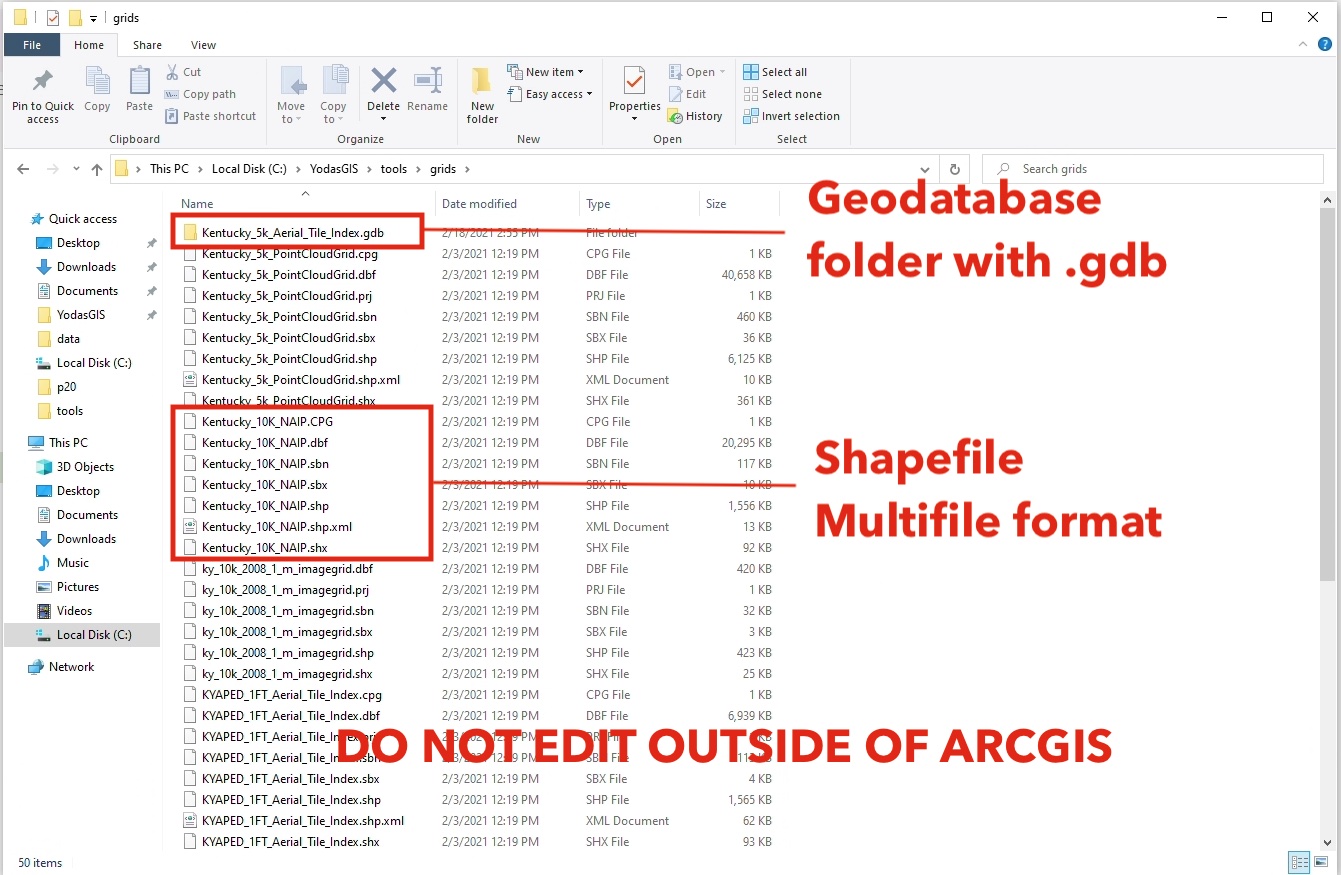 grids
File Home Share View
Pin to Quick access
Copy
Paste
Cut
Copy path
Paste shortcut
Clipboard
Move to
Copy to
Delete
Rename
Organize
New folder
New item
Easy access
New
Properties
Open
Edit
History
Open
Select all
Select none
Invert selection
Select
This PC > Local Disk (C:) > YodasGIS > tools > grids >
Search grids
Quick access
Desktop
Downloads
Documents
YodasGIS
data
Local Disk (C:)
p20
tools
This PC
3D Objects
Desktop
Documents
Downloads
Music
Pictures
Videos
Local Disk (C:)
Network
Name Date modified Type Size
Kentucky_5k_Aerial_Tile_Index.gdb 2/18/2021 2:55 PM File folder
Kentucky_5k_PointCloudGrid.cpg 2/3/2021 12:19 PM CPG File 1 KB
Kentucky_5k_PointCloudGrid.dbf 2/3/2021 12:19 PM DBF File 40,658 KB
Kentucky_5k_PointCloudGrid.prj 2/3/2021 12:19 PM PRJ File 1 KB
Kentucky_5k_PointCloudGrid.sbn 2/3/2021 12:19 PM SBN File 460 KB
Kentucky_5k_PointCloudGrid.sbx 2/3/2021 12:19 PM SBX File 36 KB
Kentucky_5k_PointCloudGrid.shp 2/3/2021 12:19 PM SHP File 6,125 KB
Kentucky_5k_PointCloudGrid.shp.xml 2/3/2021 12:19 PM XML Document 10 KB
Kentucky_5k_PointCloudGrid.shx 2/3/2021 12:19 PM SHX File 361 KB
Kentucky_10K_NAIP.CPG 2/3/2021 12:19 PM CPG File 1 KB
Kentucky_10K_NAIP.dbf 2/3/2021 12:19 PM DBF File 20,295 KB
Kentucky_10K_NAIP.sbn 2/3/2021 12:19 PM SBN File 117 KB
Kentucky_10K_NAIP.sbx 2/3/2021 12:19 PM SBX File 10 KB
Kentucky_10K_NAIP.shp 2/3/2021 12:19 PM SHP File 1,556 KB
Kentucky_10K_NAIP.shp.xml 2/3/2021 12:19 PM XML Document 13 KB
Kentucky_10K_NAIP.shx 2/3/2021 12:19 PM SHX File 92 KB
ky_10k_2008_1_m_imagegrid.dbf 2/3/2021 12:19 PM DBF File 420 KB
ky_10k_2008_1_m_imagegrid.prj 2/3/2021 12:19 PM PRJ File 1 KB
ky_10k_2008_1_m_imagegrid.sbn 2/3/2021 12:19 PM SBN File 32 KB
ky_10k_2008_1_m_imagegrid.sbx 2/3/2021 12:19 PM SBX File 3 KB
ky_10k_2008_1_m_imagegrid.shp 2/3/2021 12:19 PM SHP File 423 KB
ky_10k_2008_1_m_imagegrid.shx 2/3/2021 12:19 PM SHX File 25 KB
KYAPED_1FT_Aerial_Tile_Index.cpg 2/3/2021 12:19 PM CPG File 1 KB
KYAPED_1FT_Aerial_Tile_Index.dbf 2/3/2021 12:19 PM DBF File 6,939 KB
KYAPED_1FT_Aerial_Tile_Index.prj
KYAPED_1FT_Aerial_Tile_Index.sbn
KYAPED_1FT_Aerial_Tile_Index.sbx 2/3/2021 12:19 PM SBX File 4 KB
KYAPED_1FT_Aerial_Tile_Index.shp 2/3/2021 12:19 PM SHP File 1,565 KB
KYAPED_1FT_Aerial_Tile_Index.shp.xml 2/3/2021 12:19 PM XML Document 62 KB
KYAPED_1FT_Aerial_Tile_Index.shx 2/3/2021 12:19 PM SHX File 93 KB
Geodatabase
folder with .gdb
Shapefile
Multifile format
DO NOT EDIT OUTSIDE OF ARCGIS
50 items